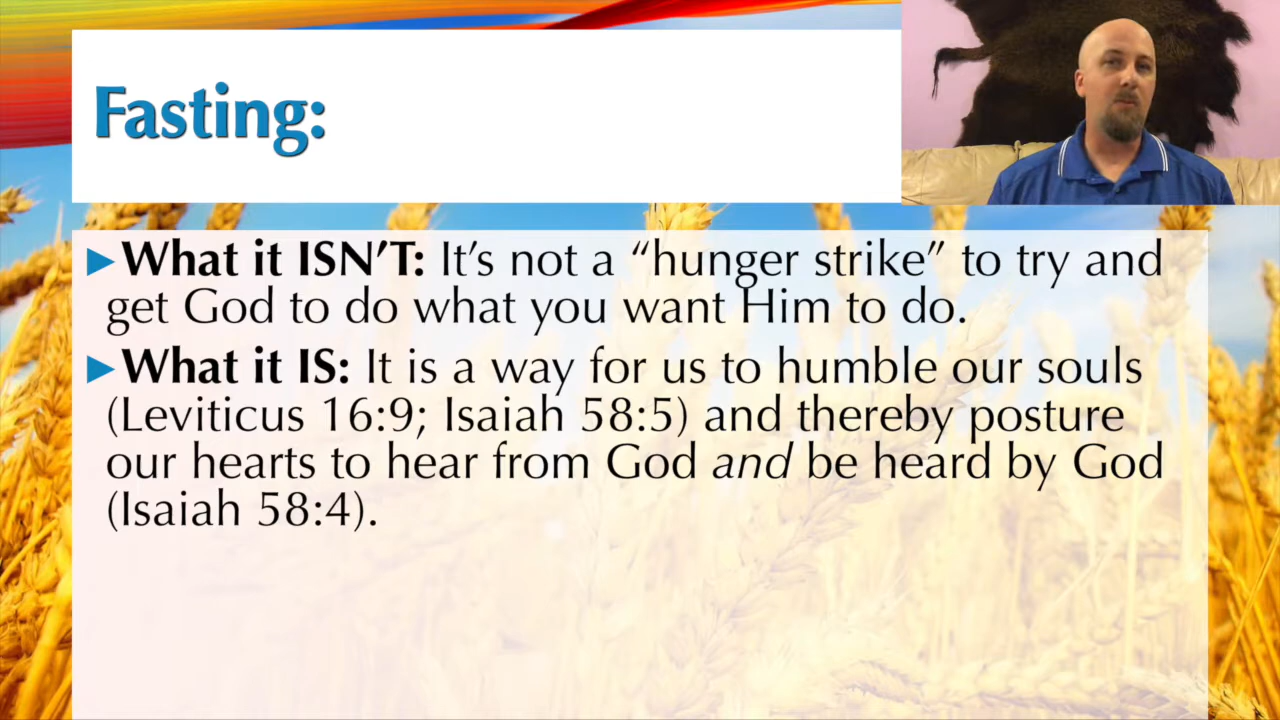 Fasting:
►What it ISN’T: It’s not a “hunger strike” to try and
get God to do what you want Him to do.
►What it IS: It is a way for us to humble our souls
(Leviticus 16:9; Isaiah 58:5) and thereby posture
our hearts to hear from God and be heard by God
(Isaiah 58:4).